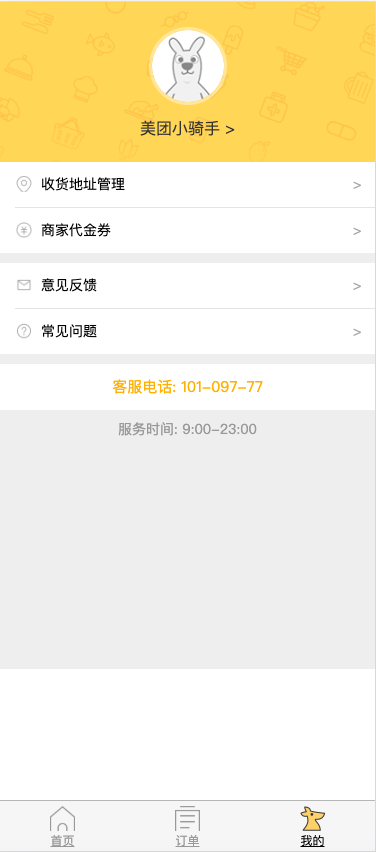 美团小骑手 >
收货地址管理 >
商家代金券 >
意见反馈 >
常见问题 >
客服电话: 101-097-77
服务时间: 9:00-23:00
首页 订单 我的